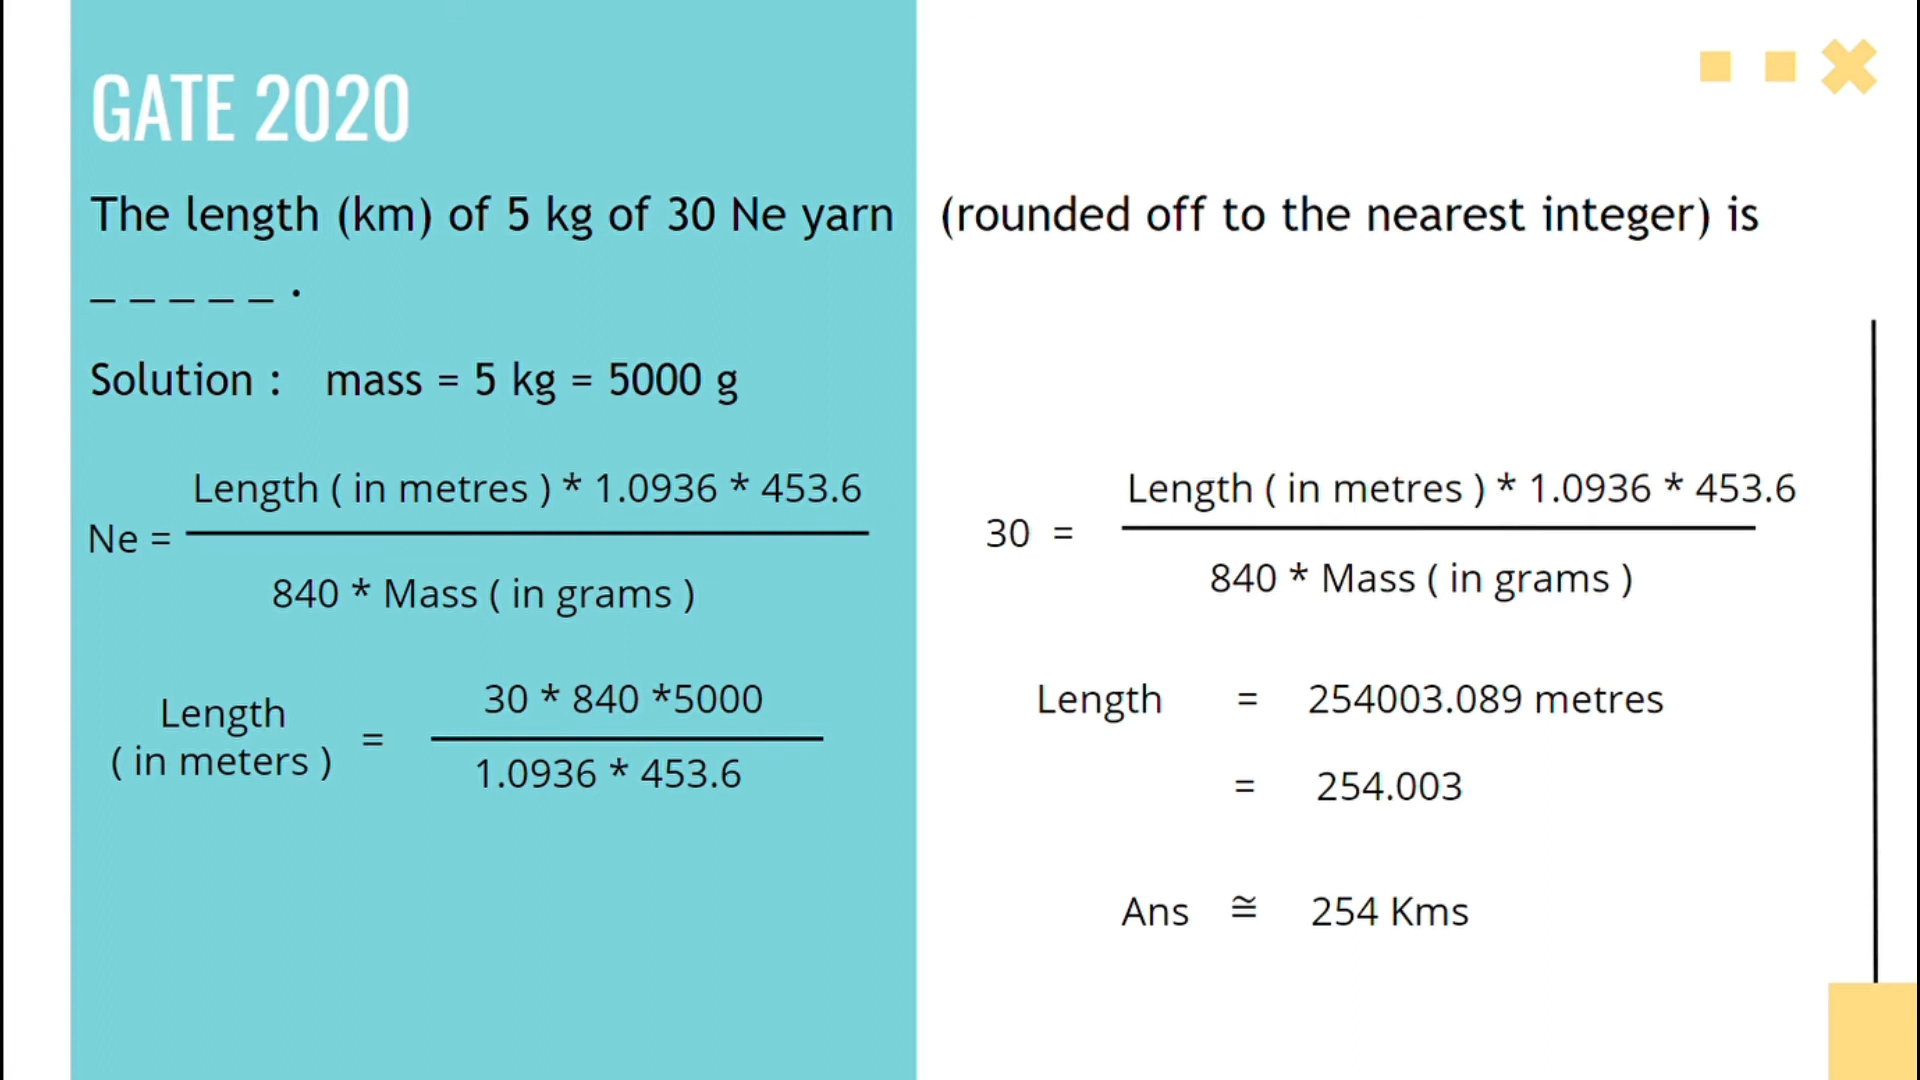 GATE 2020
The length (km) of 5 kg of 30 Ne yarn (rounded off to the nearest integer) is
_ _ _ _ _ .
Solution : mass = 5 kg = 5000 g
Ne =
Length ( in metres ) * 1.0936 * 453.6
840 * Mass ( in grams )
Length
( in meters )
=
30 * 840 *5000
1.0936 * 453.6
30 =
Length ( in metres ) * 1.0936 * 453.6
840 * Mass ( in grams )
Length = 254003.089 metres
= 254.003
Ans ≅ 254 Kms